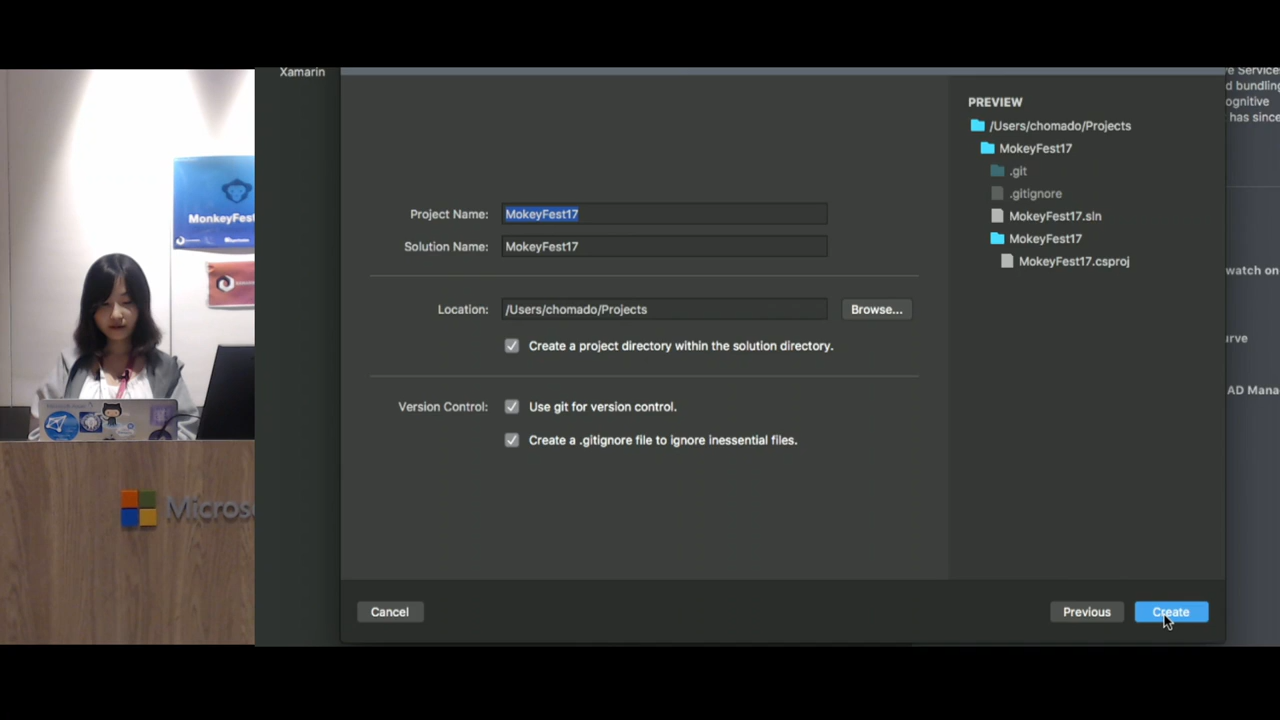 Xamarin
MonkeyFest
Microso
Project Name:
MokeyFest17
Solution Name:
MokeyFest17
Location:
/Users/chomado/Projects
Browse...
Create a project directory within the solution directory.
Version Control:
Use git for version control.
Create a .gitignore file to ignore inessential files.
Cancel
Previous
Create
PREVIEW
/Users/chomado/Projects
MokeyFest17
.git
.gitignore
MokeyFest17.sln
MokeyFest17
MokeyFest17.csproj
e Service
d bundling
ognitive
has since
watch on
urve
AD Mana